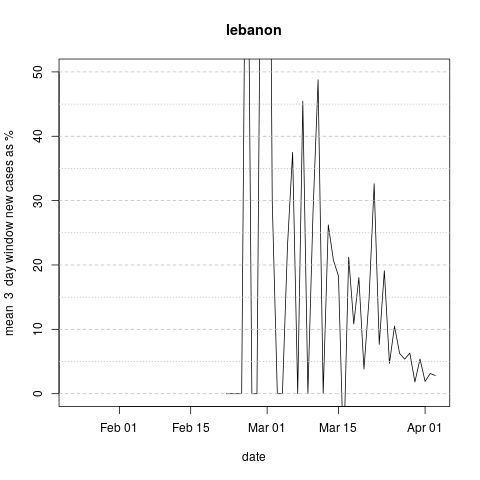 lebanon
mean 3 day window new cases as %
50
40
30
20
10
0
Feb 01
Feb 15
Mar 01
Mar 15
Apr 01
date